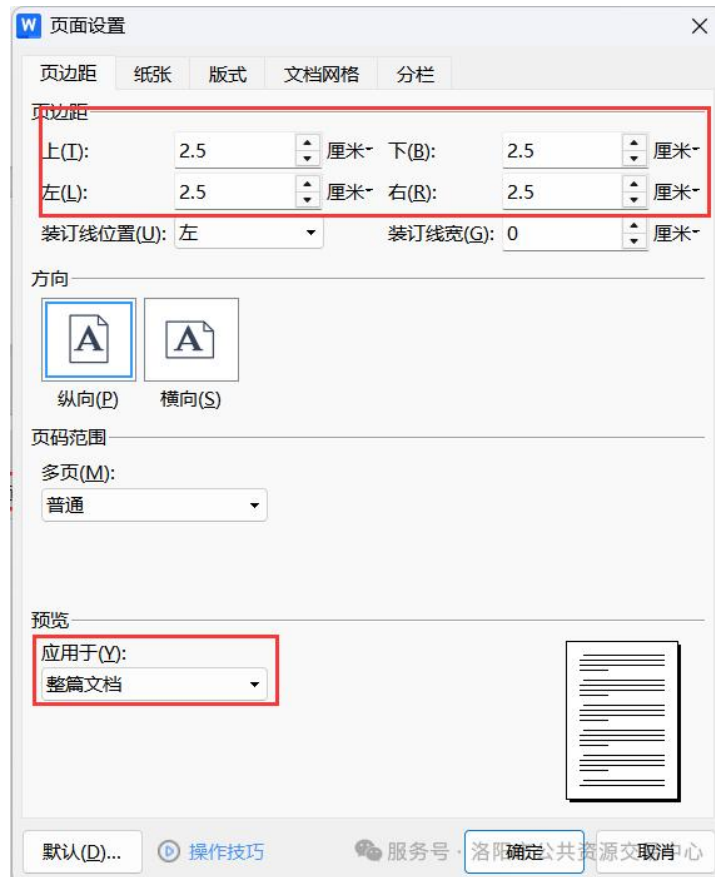 页面设置
页边距 纸张 版式 文档网格 分栏
页边距
上(T): 2.5 厘米 下(B): 2.5 厘米
左(L): 2.5 厘米 右(R): 2.5 厘米
装订线位置(U): 左 装订线宽(G): 0 厘米
方向
纵向(P) 横向(S)
页码范围
多页(M):
普通
预览
应用于(Y):
整篇文档
默认(D)... 操作技巧 确定 取消
服务号 · 洛阳 公共资源交 中心